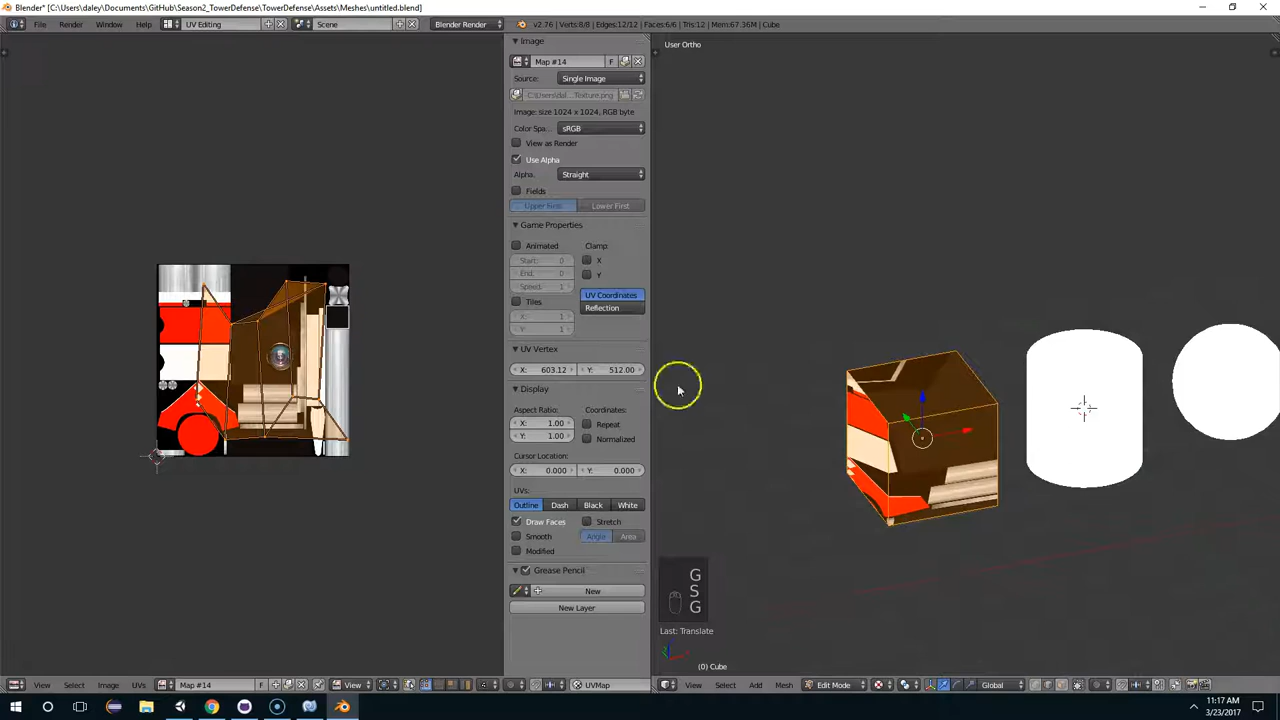 Blender* [C:\Users\daley\Documents\GitHub\Season2_TowerDefense\TowerDefense\Assets\Meshes\untitled.blend]
File Render Window Help UV Editing Scene Blender Render v2.76 | Verts:8/8 | Edges:12/12 | Faces:6/6 | Tris:12 | Mem:67.36M | Cube
Image
Map #14 F
Source: Single Image
C:\Users\dal...Texture.png
Image: size 1024 x 1024, RGB byte
Color Spa... sRGB
View as Render
Use Alpha
Alpha: Straight
Fields
Upper First Lower First
Game Properties
Animated Clamp:
Start: 0 X
End: 0 Y
Speed: 1
UV Coordinates
Tiles Reflection
X: 1
Y: 1
UV Vertex
X: 603.12 Y: 512.00
Display
Aspect Ratio: Coordinates:
X: 1.00 Repeat
Y: 1.00 Normalized
Cursor Location:
X: 0.000 Y: 0.000
UVs:
Outline Dash Black White
Draw Faces Stretch
Smooth Angle Area
Modified
Grease Pencil
New
New Layer
User Ortho
G
S
G
Last: Translate
(0) Cube
View Select Image UVs Map #14 F View UVMap
View Select Add Mesh Edit Mode Global
11:17 AM
3/23/2017